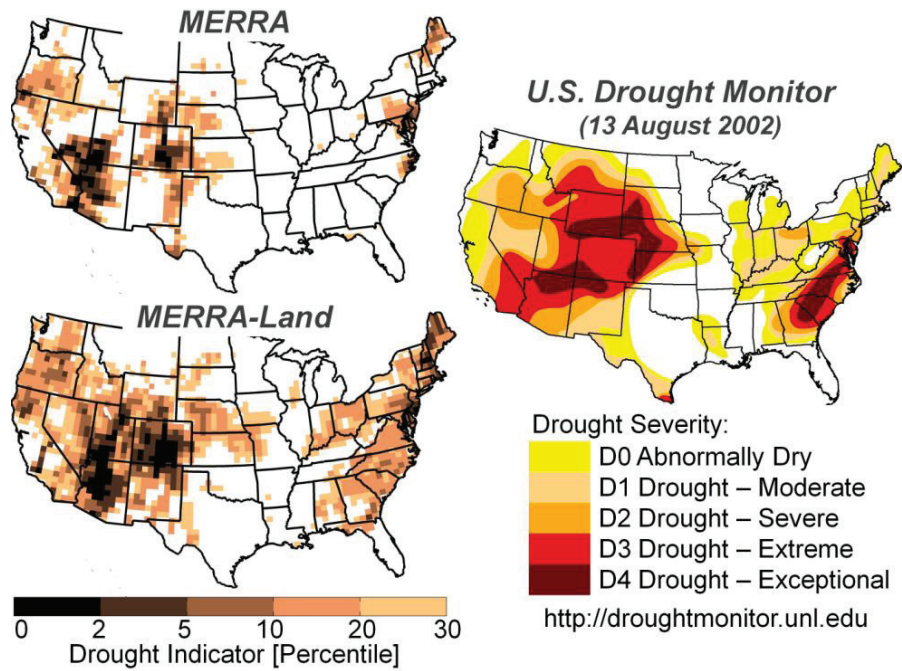 MERRA
U.S. Drought Monitor
(13 August 2002)
MERRA-Land
Drought Severity:
D0 Abnormally Dry
D1 Drought – Moderate
D2 Drought – Severe
D3 Drought – Extreme
D4 Drought – Exceptional
http://droughtmonitor.unl.edu
0 2 5 10 20 30
Drought Indicator [Percentile]